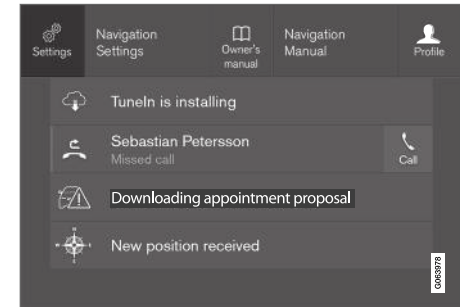 Settings
Navigation
Settings
Owner's
manual
Navigation
Manual
Profile
TuneIn is installing
Sebastian Petersson
Missed call
Call
Downloading appointment proposal
New position received
G063978